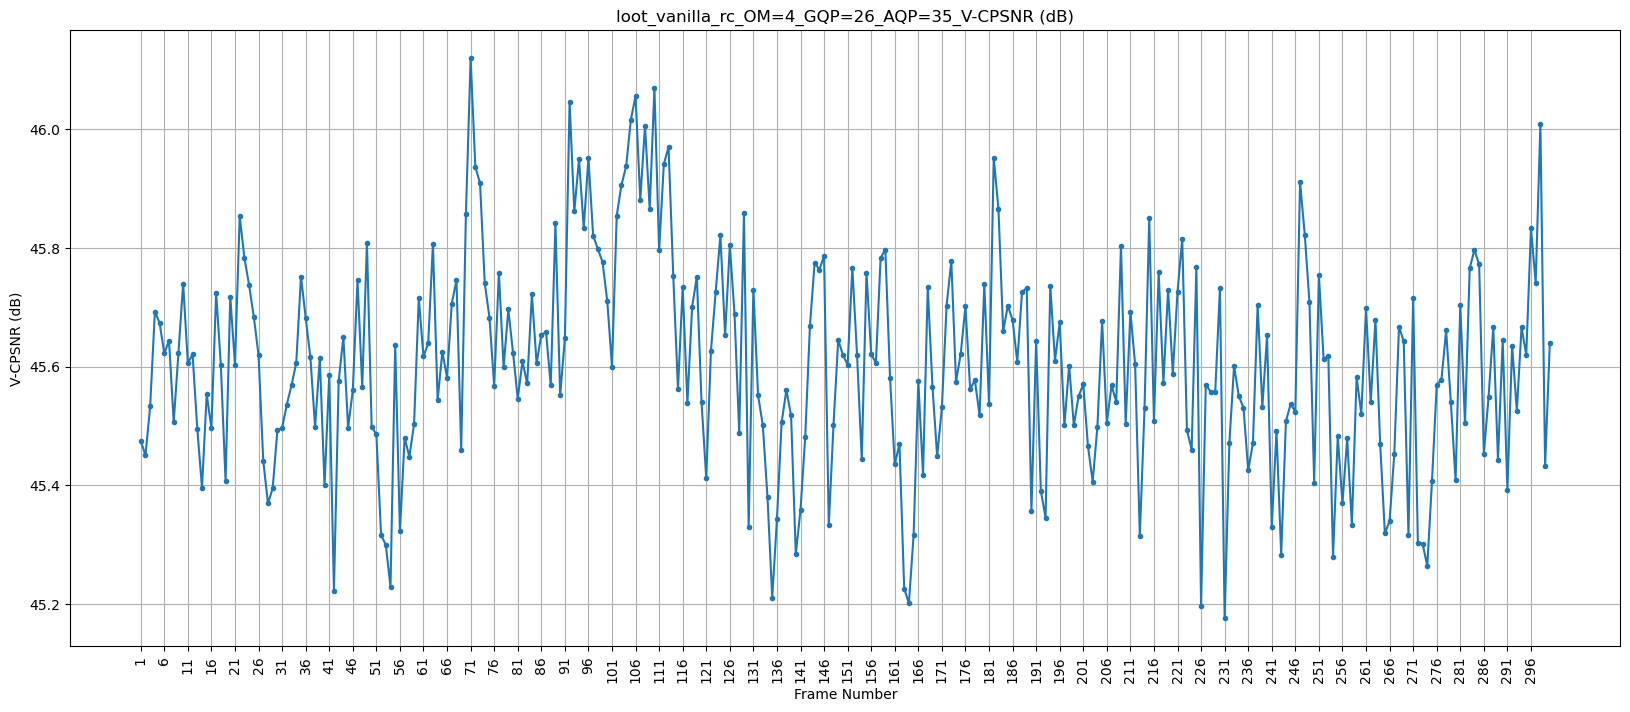 loot_vanilla_rc_OM=4_GQP=26_AQP=35_V-CPSNR (dB)
V-CPSNR (dB)
46.0
45.8
45.6
45.4
45.2
1 6 11 16 21 26 31 36 41 46 51 56 61 66 71 76 81 86 91 96 101 106 111 116 121 126 131 136 141 146 151 156 161 166 171 176 181 186 191 196 201 206 211 216 221 226 231 236 241 246 251 256 261 266 271 276 281 286 291 296
Frame Number